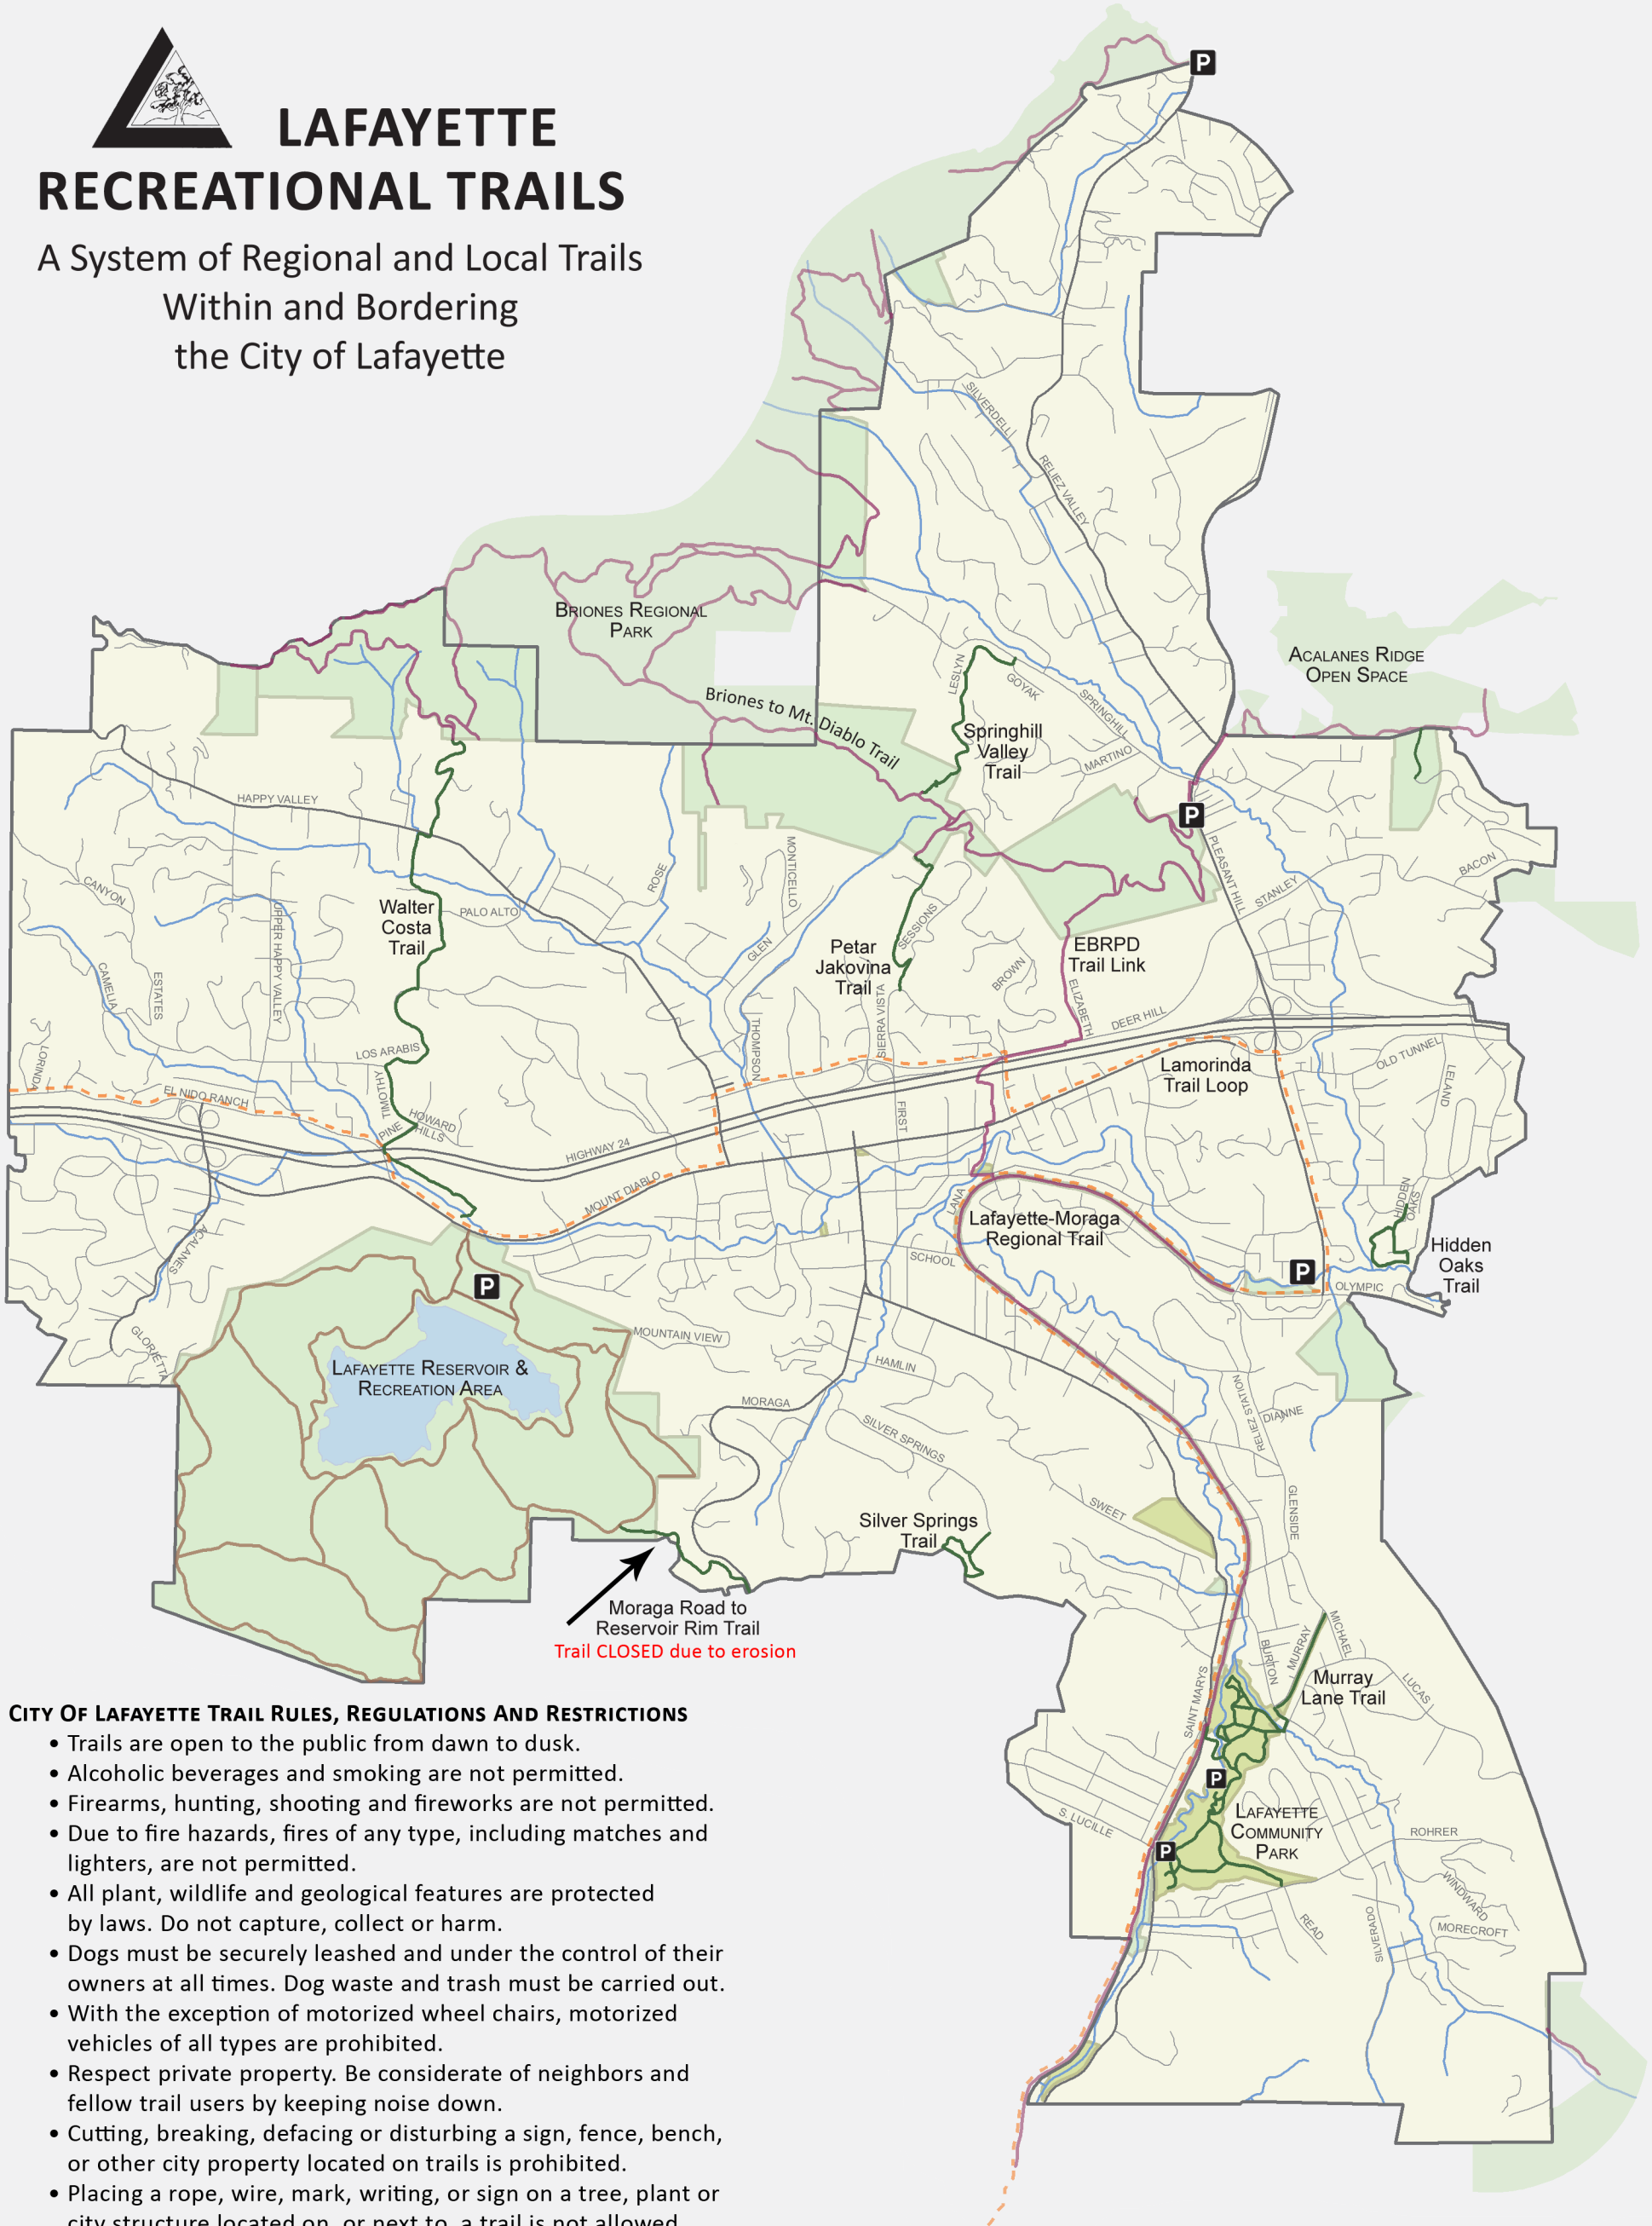 LAFAYETTE
RECREATIONAL TRAILS
A System of Regional and Local Trails
Within and Bordering
the City of Lafayette
P
SILVERDELL
RELIEZ VALLEY
BRIONES REGIONAL
PARK
ACALANES RIDGE
OPEN SPACE
LESLYN
GOYAK
SPRINGHILL
MARTINO
Briones to Mt. Diablo Trail
Springhill
Valley
Trail
HAPPY VALLEY
P
PLEASANT HILL
STANLEY
BACON
CANYON
UPPER HAPPY VALLEY
PALO ALTO
ROSE
MONTICELLO
Walter
Costa
Trail
GLEN
SESSIONS
Petar
Jakovina
Trail
BROWN
EBRPD
Trail Link
ELIZABETH
DEER HILL
CAMELIA
ESTATES
LORINDA
LOS ARABIS
TIMOTHY
THOMPSON
SIERRA VISTA
Lamorinda
Trail Loop
OLD TUNNEL
LELAND
EL NIDO RANCH
PINE
HOWARD
HILLS
HIGHWAY 24
FIRST
MOUNT DIABLO
ACALANES
LANA
Lafayette-Moraga
Regional Trail
SCHOOL
HIDDEN
OAKS
Hidden
Oaks
Trail
P
OLYMPIC
P
GLORIETTA
MOUNTAIN VIEW
LAFAYETTE RESERVOIR &
RECREATION AREA
HAMLIN
MORAGA
SILVER SPRINGS
RELIEZ STATION
DIANNE
SWEET
GLENSIDE
Silver Springs
Trail
Moraga Road to
Reservoir Rim Trail
Trail CLOSED due to erosion
BURTON
MURRAY
MICHAEL
Murray
Lane Trail
LUCAS
SAINT MARYS
P
S. LUCILLE
LAFAYETTE
COMMUNITY
PARK
P
ROHRER
WINDWARD
MORECROFT
READ
SILVERADO
CITY OF LAFAYETTE TRAIL RULES, REGULATIONS AND RESTRICTIONS
• Trails are open to the public from dawn to dusk.
• Alcoholic beverages and smoking are not permitted.
• Firearms, hunting, shooting and fireworks are not permitted.
• Due to fire hazards, fires of any type, including matches and
lighters, are not permitted.
• All plant, wildlife and geological features are protected
by laws. Do not capture, collect or harm.
• Dogs must be securely leashed and under the control of their
owners at all times. Dog waste and trash must be carried out.
• With the exception of motorized wheel chairs, motorized
vehicles of all types are prohibited.
• Respect private property. Be considerate of neighbors and
fellow trail users by keeping noise down.
• Cutting, breaking, defacing or disturbing a sign, fence, bench,
or other city property located on trails is prohibited.
• Placing a rope, wire, mark, writing, or sign on a tree, plant or
city structure located on, or next to, a trail is not allowed.